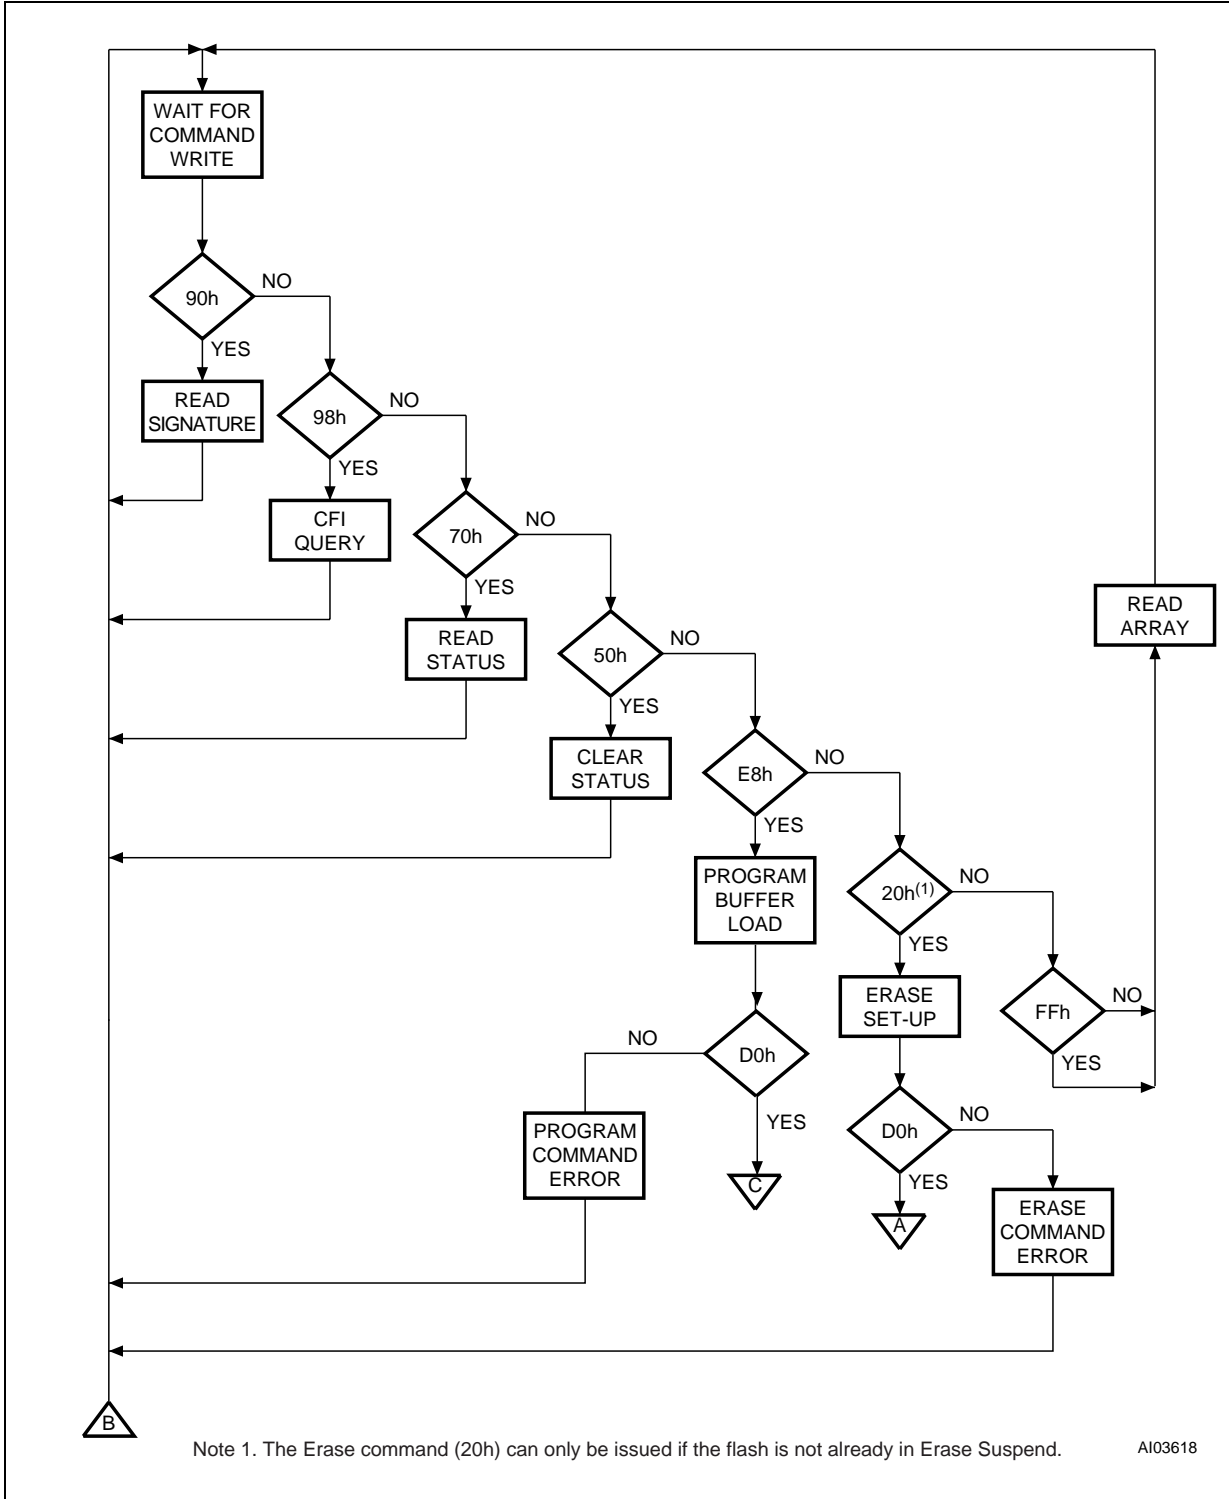 WAIT FOR
COMMAND
WRITE
90h
NO
YES
READ
SIGNATURE
98h
NO
YES
CFI
QUERY
70h
NO
YES
READ
STATUS
50h
NO
YES
CLEAR
STATUS
READ
ARRAY
E8h
NO
YES
PROGRAM
BUFFER
LOAD
20h(1)
NO
YES
ERASE
SET-UP
FFh
NO
YES
D0h
NO
YES
PROGRAM
COMMAND
ERROR
C
D0h
NO
YES
A
ERASE
COMMAND
ERROR
B
Note 1. The Erase command (20h) can only be issued if the flash is not already in Erase Suspend.
AI03618